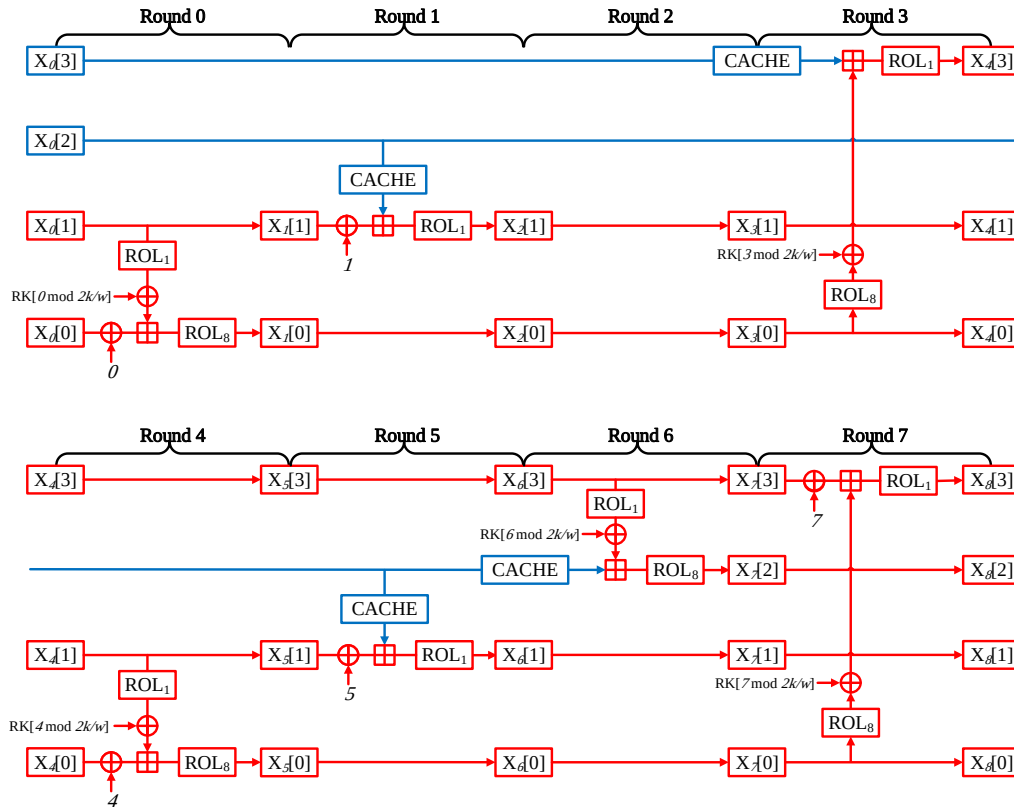 Round 0 Round 1 Round 2 Round 3
X₀[3] CACHE ROL₁ X₄[3]
X₀[2]
CACHE
X₀[1] X₁[1] ROL₁ X₂[1] X₃[1] X₄[1]
ROL₁ 1 RK[3 mod 2k/w]
RK[0 mod 2k/w] ROL₈
X₀[0] ROL₈ X₁[0] X₂[0] X₃[0] X₄[0]
0
Round 4 Round 5 Round 6 Round 7
X₄[3] X₅[3] X₆[3] X₇[3] ROL₁ X₈[3]
ROL₁ 7
RK[6 mod 2k/w]
CACHE ROL₈ X₇[2] X₈[2]
CACHE
X₄[1] X₅[1] ROL₁ X₆[1] X₇[1] X₈[1]
ROL₁ 5 RK[7 mod 2k/w]
RK[4 mod 2k/w] ROL₈
X₄[0] ROL₈ X₅[0] X₆[0] X₇[0] X₈[0]
4